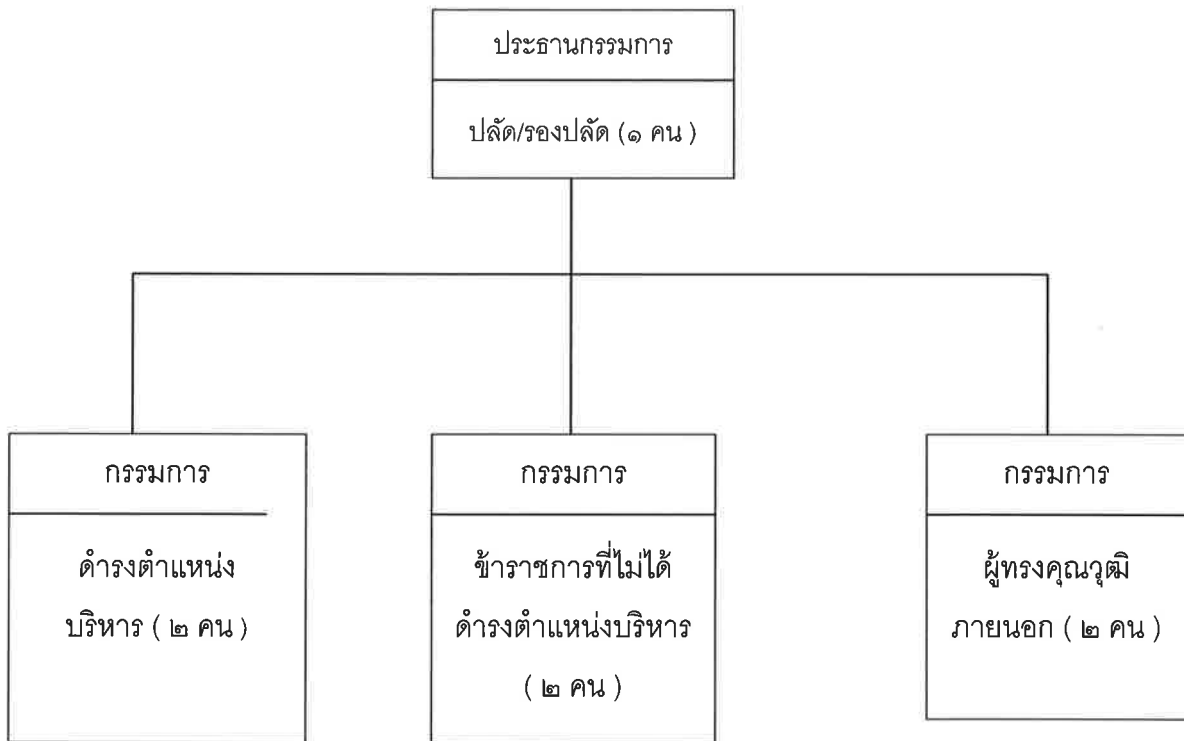 ประธานกรรมการ
ปลัด/รองปลัด (๑ คน )
กรรมการ
ดำรงตำแหน่ง
บริหาร ( ๒ คน )
กรรมการ
ข้าราชการที่ไม่ได้
ดำรงตำแหน่งบริหาร
( ๒ คน )
กรรมการ
ผู้ทรงคุณวุฒิ
ภายนอก ( ๒ คน )